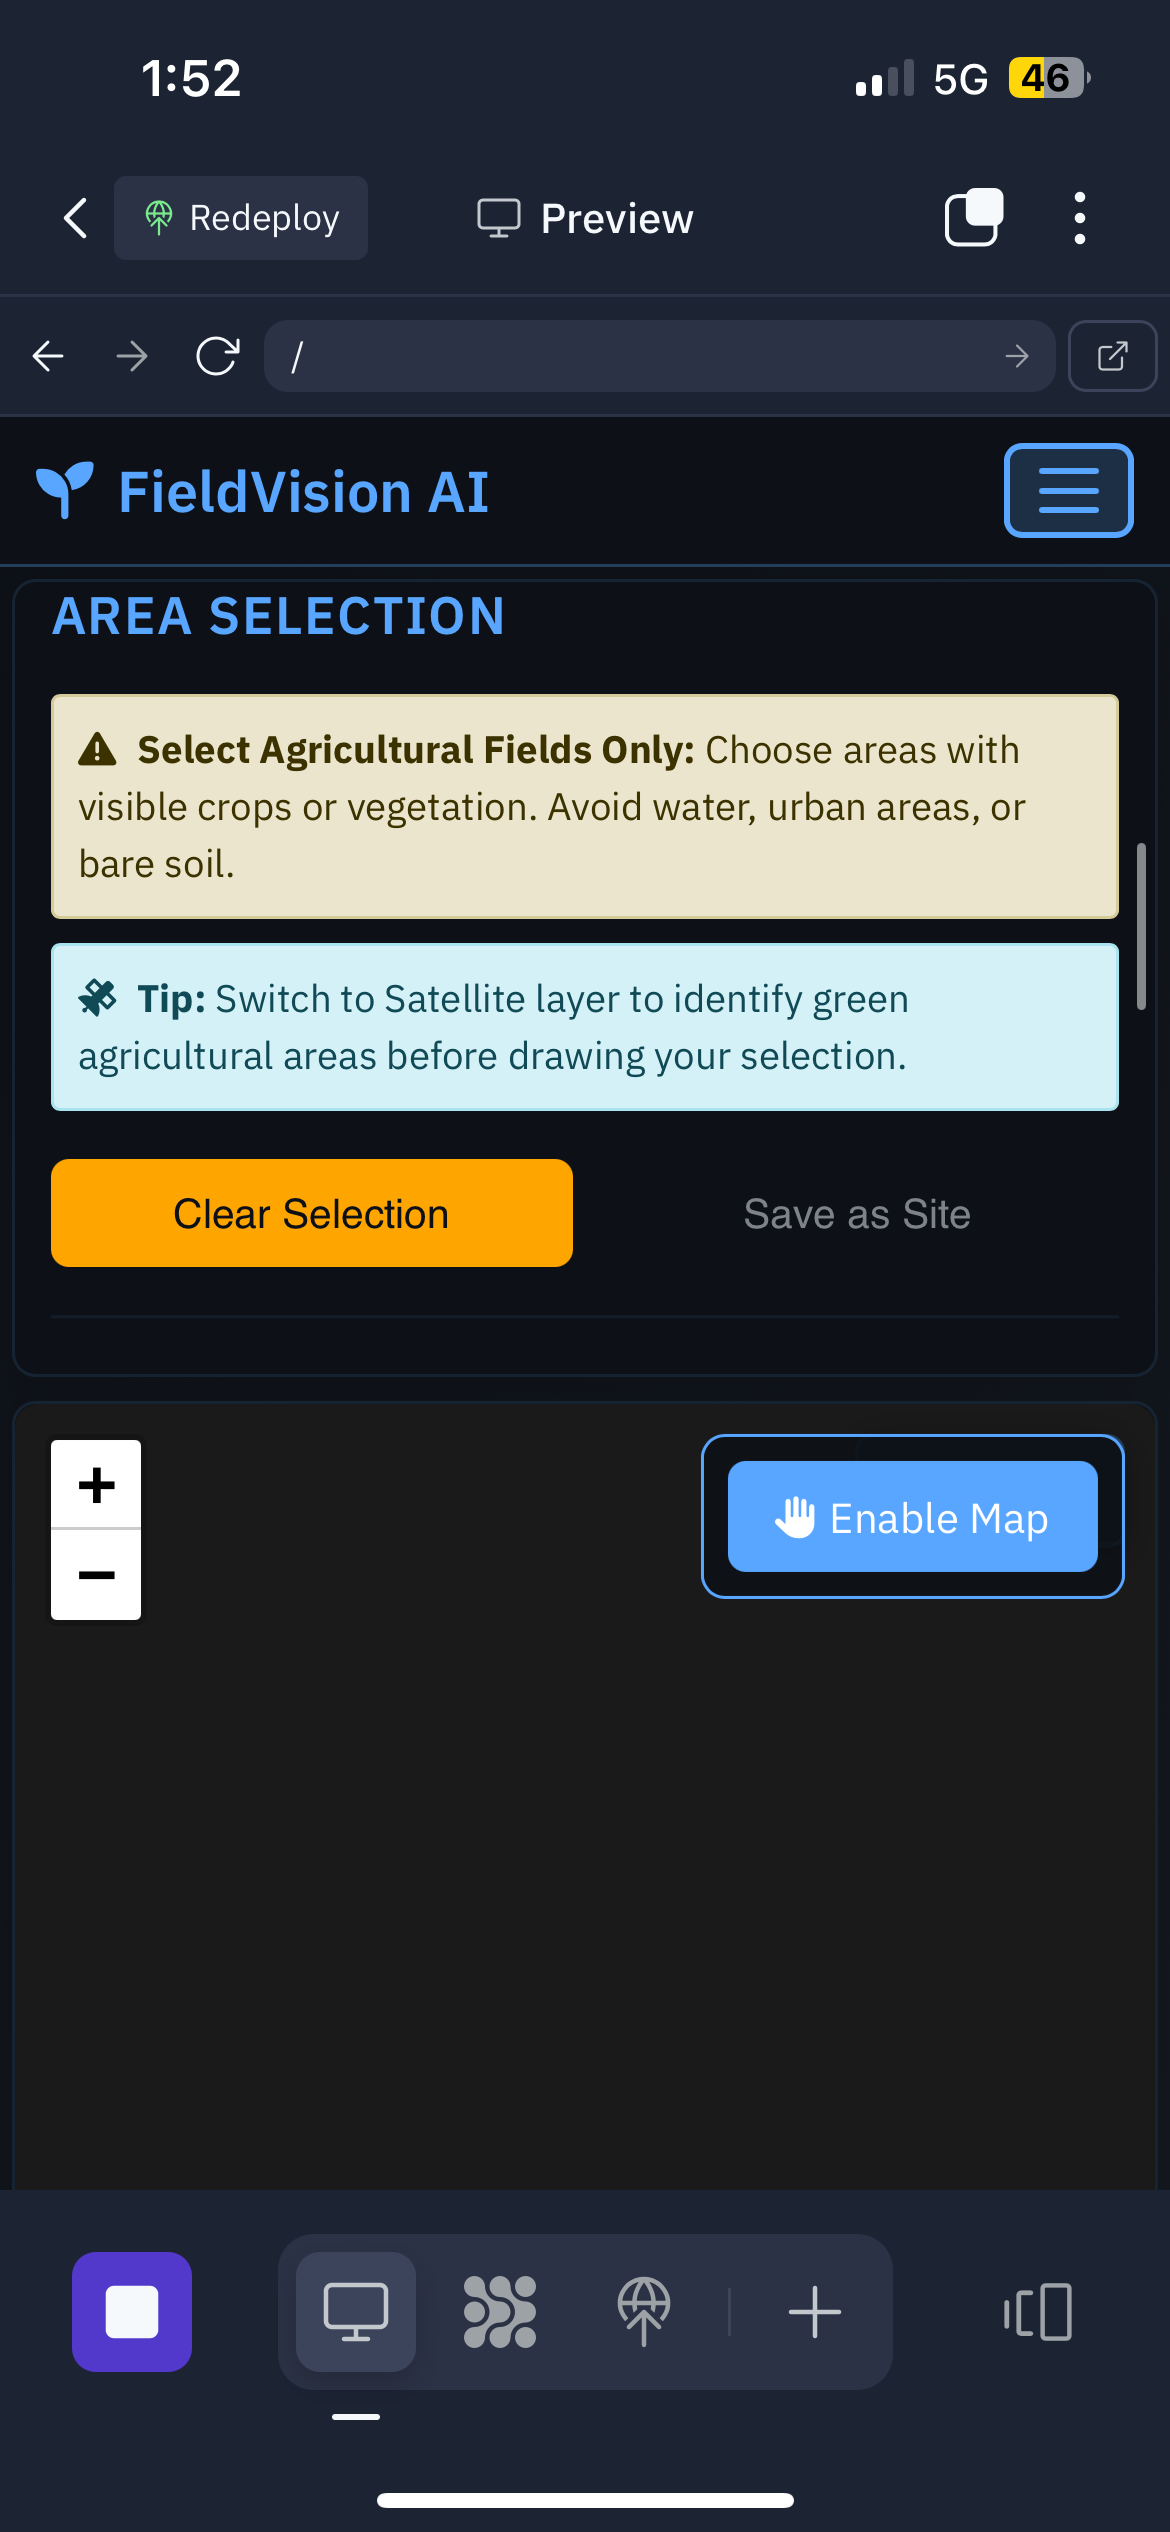 1:52
5G 46
Redeploy
Preview
/
FieldVision AI
AREA SELECTION
Select Agricultural Fields Only: Choose areas with
visible crops or vegetation. Avoid water, urban areas, or
bare soil.
Tip: Switch to Satellite layer to identify green
agricultural areas before drawing your selection.
Clear Selection
Save as Site
+
Enable Map
−